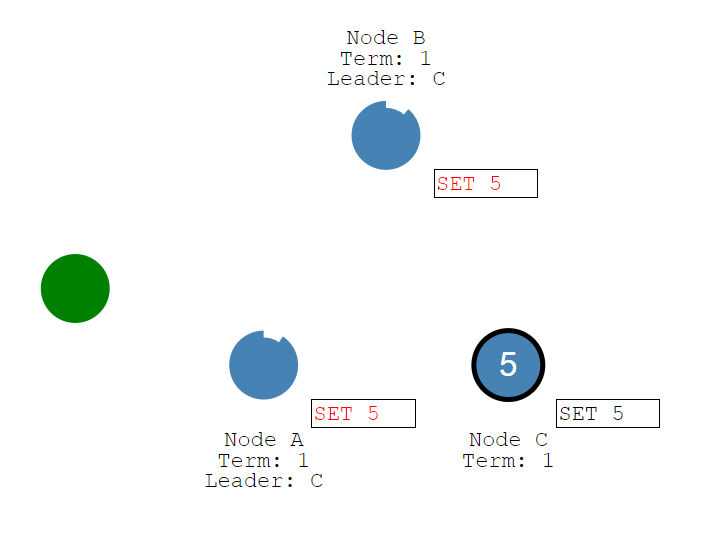 Node B
Term: 1
Leader: C
SET 5
5
SET 5
SET 5
Node A
Term: 1
Leader: C
Node C
Term: 1